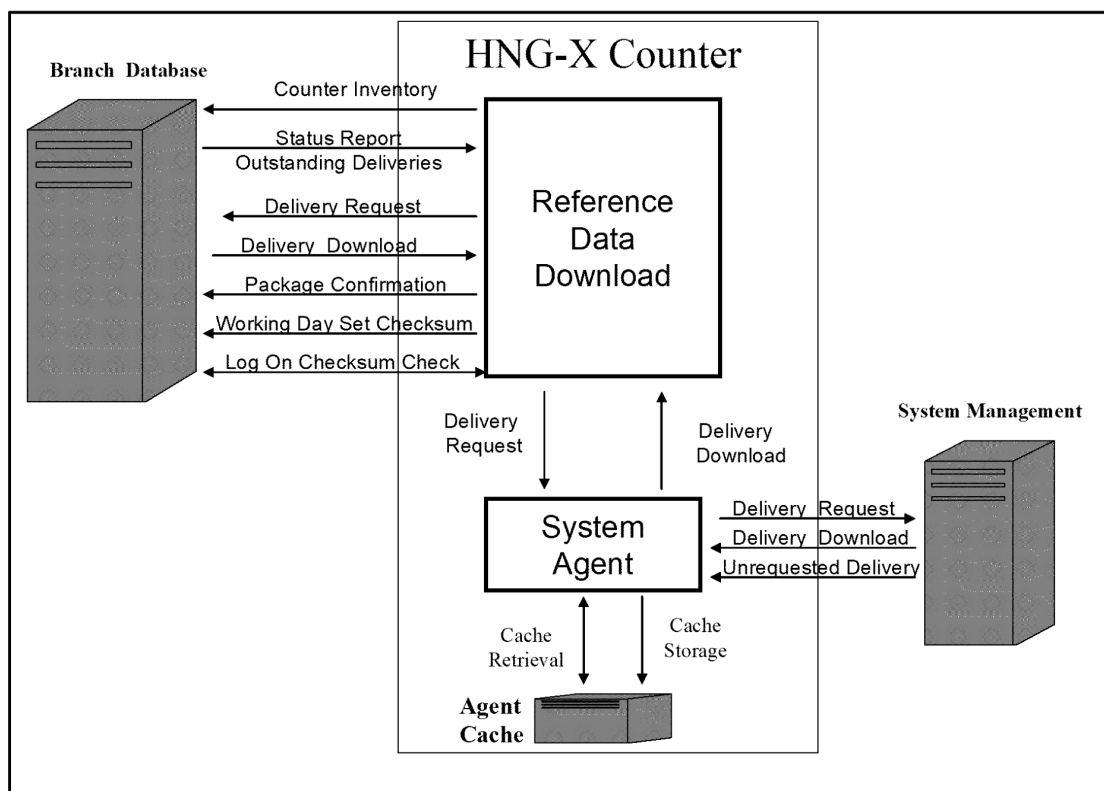 HNG-X Counter
Branch Database
Counter Inventory
Status Report
Outstanding Deliveries
Delivery Request
Delivery Download
Package Confirmation
Working Day Set Checksum
Log On Checksum Check
Reference
Data
Download
Delivery
Request
Delivery
Download
System Management
System
Agent
Delivery Request
Delivery Download
Unrequested Delivery
Cache
Retrieval
Cache
Storage
Agent
Cache